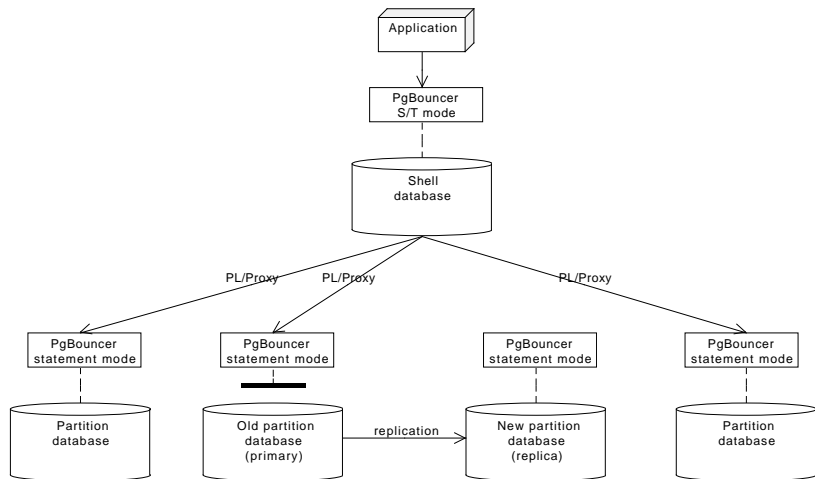 Application
PgBouncer
S/T mode
Shell
database
PL/Proxy
PL/Proxy
PL/Proxy
PgBouncer
statement mode
PgBouncer
statement mode
PgBouncer
statement mode
PgBouncer
statement mode
Partition
database
Old partition
database
(primary)
replication
New partition
database
(replica)
Partition
database